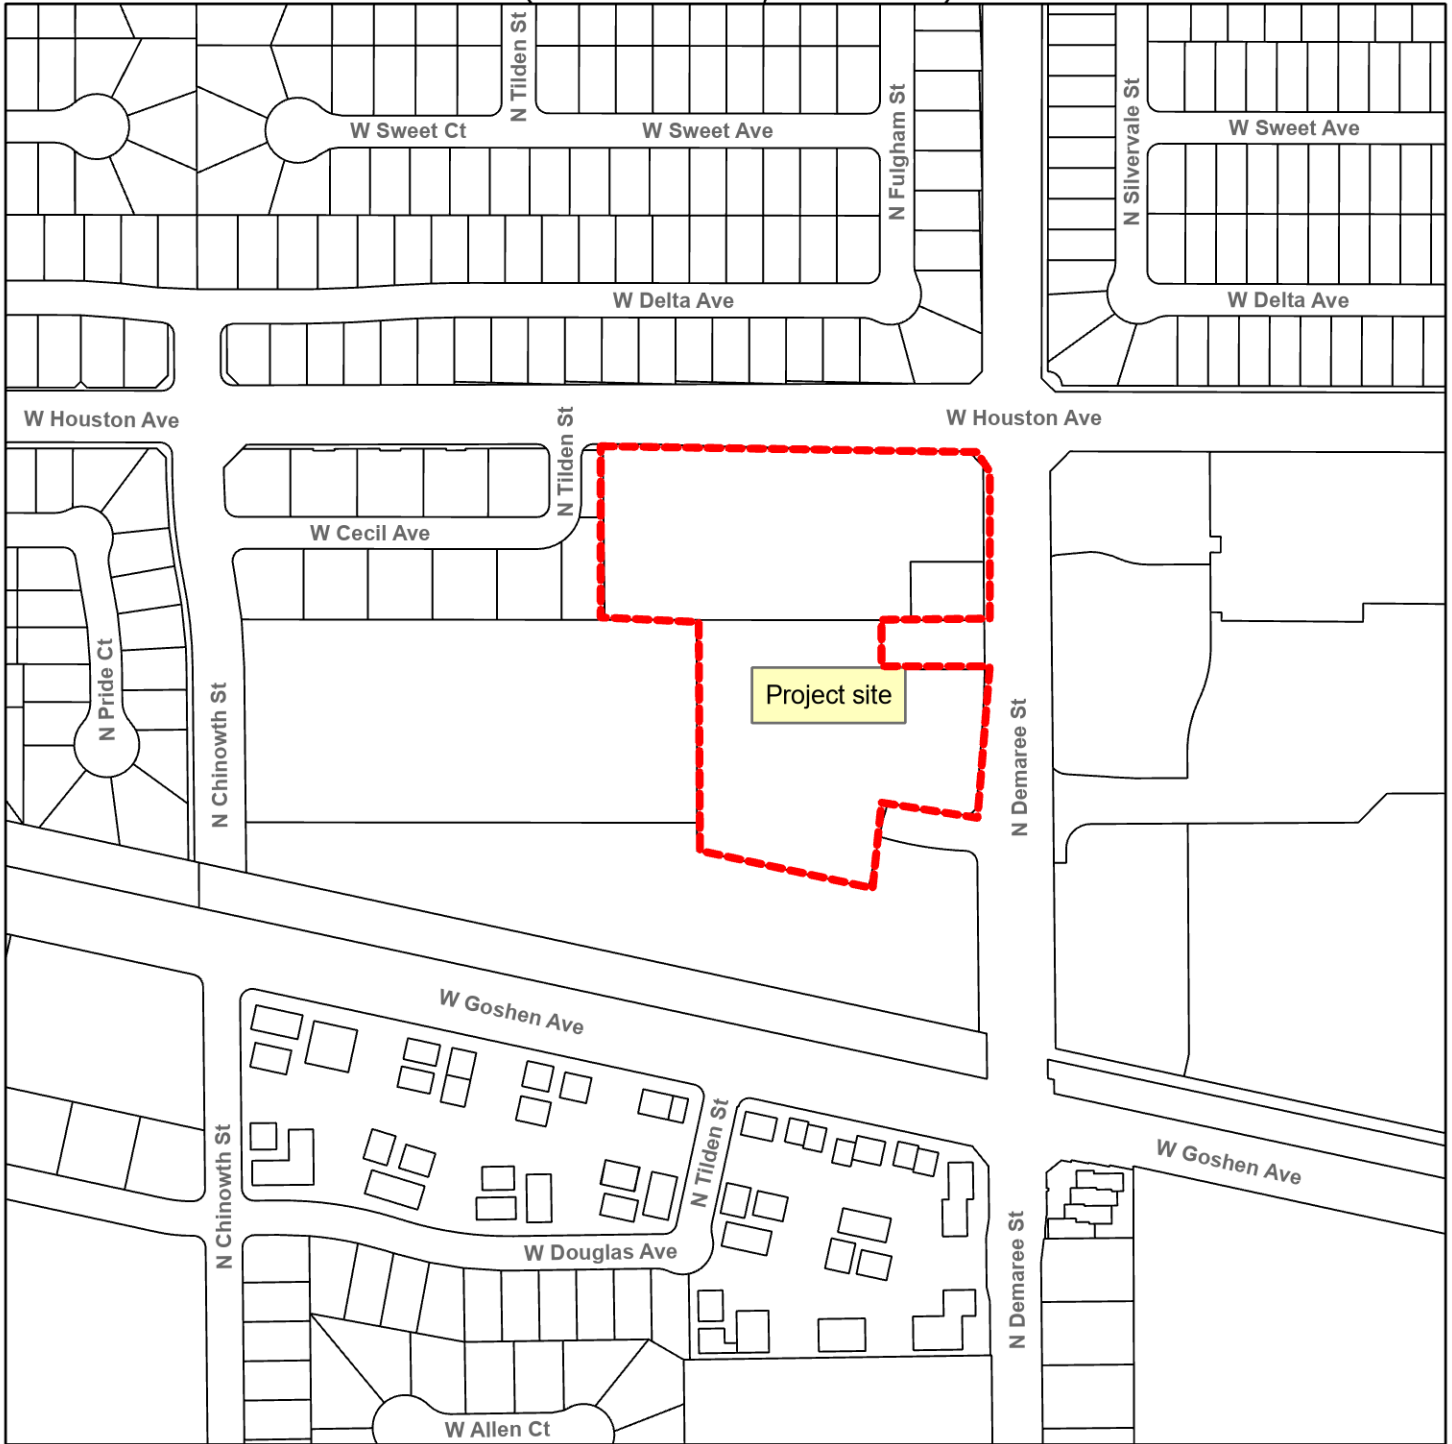 N Tilden St
W Sweet Ct
W Sweet Ave
N Fulgham St
N Silvervale St
W Sweet Ave
W Delta Ave
W Delta Ave
W Houston Ave
W Houston Ave
N Tilden St
W Cecil Ave
N Pride Ct
N Chinowth St
Project site
N Demaree St
W Goshen Ave
N Chinowth St
N Tilden St
W Goshen Ave
W Douglas Ave
N Demaree St
W Allen Ct